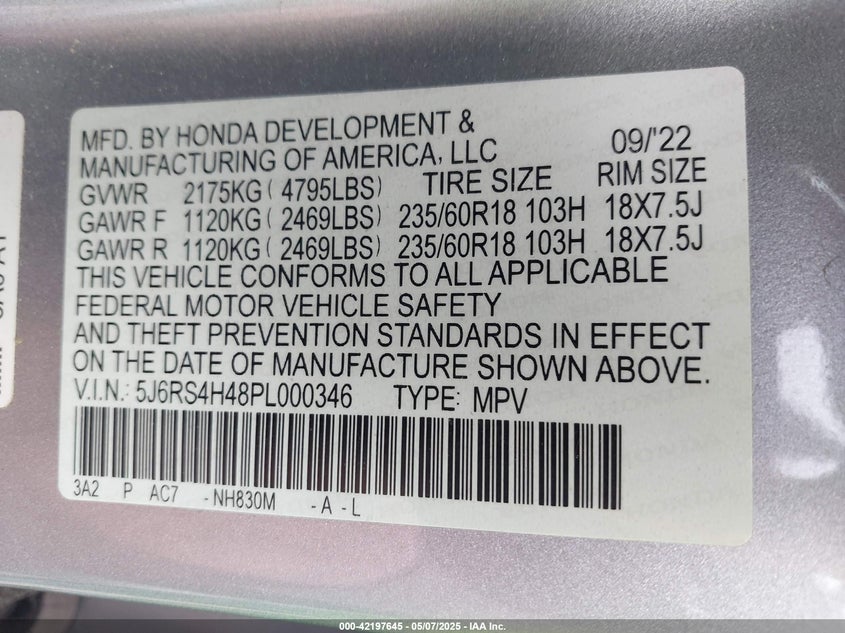 MFD. BY HONDA DEVELOPMENT &
MANUFACTURING OF AMERICA, LLC 09/'22
GVWR 2175KG ( 4795LBS) TIRE SIZE RIM SIZE
GAWR F 1120KG ( 2469LBS) 235/60R18 103H 18X7.5J
GAWR R 1120KG ( 2469LBS) 235/60R18 103H 18X7.5J
THIS VEHICLE CONFORMS TO ALL APPLICABLE
FEDERAL MOTOR VEHICLE SAFETY
AND THEFT PREVENTION STANDARDS IN EFFECT
ON THE DATE OF MANUFACTURE SHOWN ABOVE.
V.I.N.: 5J6RS4H48PL000346 TYPE: MPV
3A2 P AC7 -NH830M -A -L
000-42197645 - 05/07/2025 - IAA Inc.